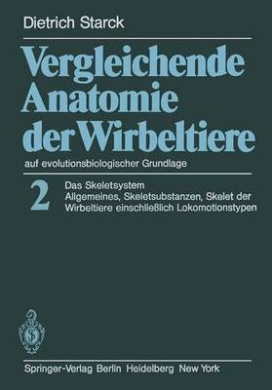 Dietrich Starck
Vergleichende
Anatomie
der Wirbeltiere
auf evolutionsbiologischer Grundlage
2
Das Skeletsystem
Allgemeines, Skeletsubstanzen, Skelet der
Wirbeltiere einschließlich Lokomotionstypen
Springer-Verlag Berlin Heidelberg New York